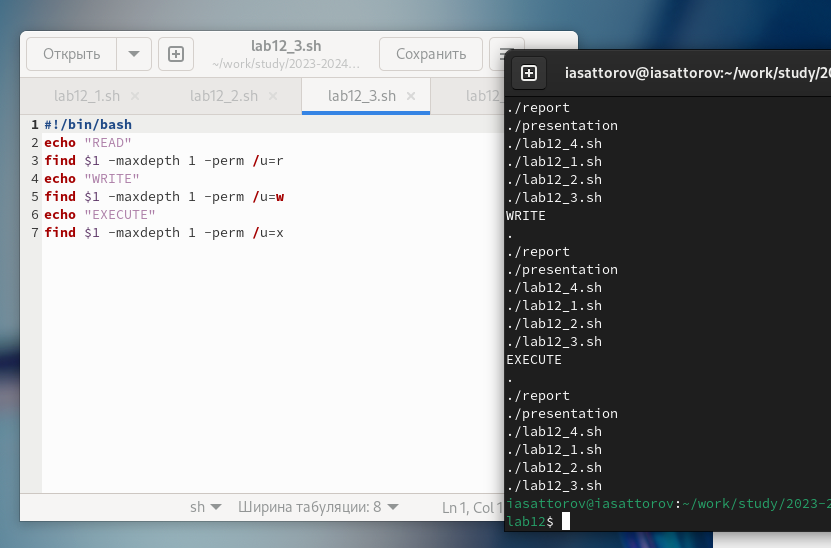 Открыть
lab12_3.sh
~/work/study/2023-2024...
Сохранить
lab12_1.sh
lab12_2.sh
lab12_3.sh
1 #!/bin/bash
2 echo "READ"
3 find $1 -maxdepth 1 -perm /u=r
4 echo "WRITE"
5 find $1 -maxdepth 1 -perm /u=w
6 echo "EXECUTE"
7 find $1 -maxdepth 1 -perm /u=x
sh
Ширина табуляции: 8
Ln 1, Col 1
iasattorov@iasattorov:~/work/study/20
./report
./presentation
./lab12_4.sh
./lab12_1.sh
./lab12_2.sh
./lab12_3.sh
WRITE
.
./report
./presentation
./lab12_4.sh
./lab12_1.sh
./lab12_2.sh
./lab12_3.sh
EXECUTE
.
./report
./presentation
./lab12_4.sh
./lab12_1.sh
./lab12_2.sh
./lab12_3.sh
iasattorov@iasattorov:~/work/study/2023-2
lab12$